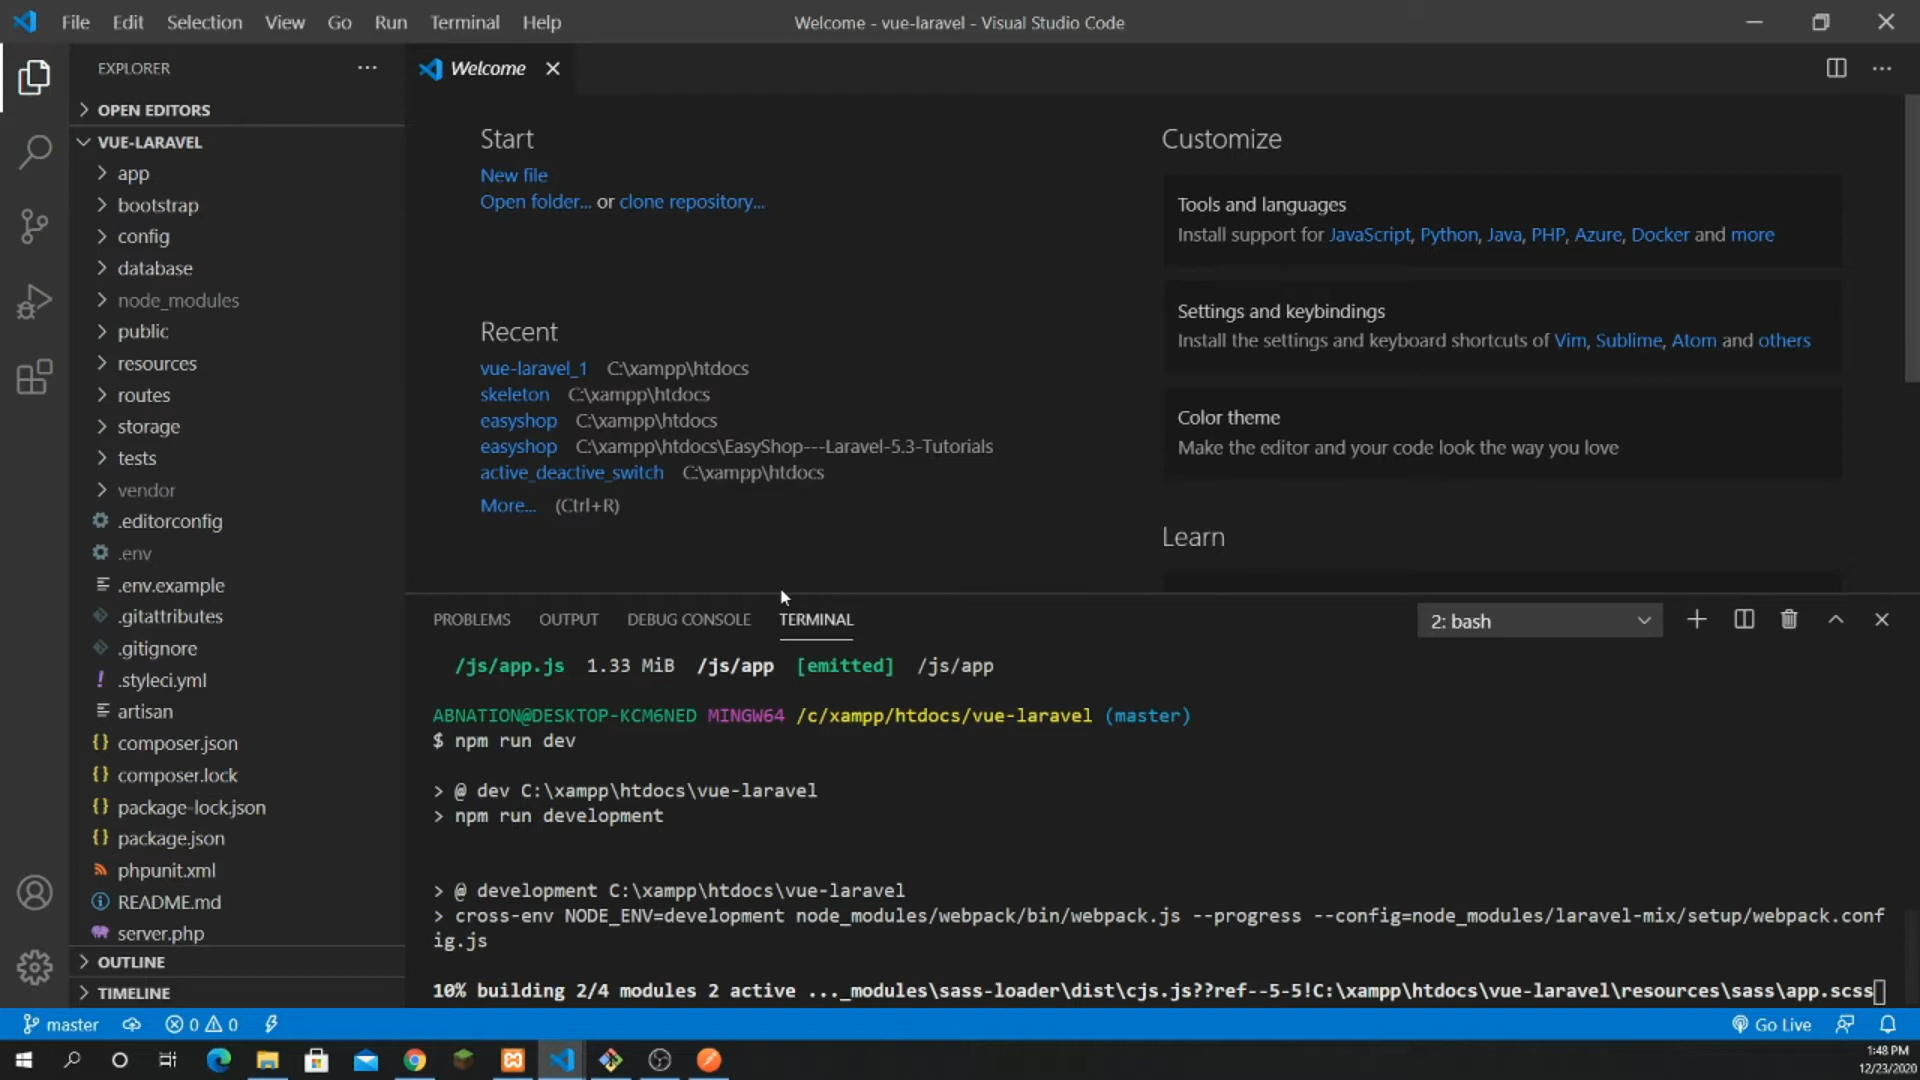 File Edit Selection View Go Run Terminal Help
Welcome - vue-laravel - Visual Studio Code
EXPLORER
OPEN EDITORS
VUE-LARAVEL
app
bootstrap
config
database
node_modules
public
resources
routes
storage
tests
vendor
.editorconfig
.env
.env.example
.gitattributes
.gitignore
.styleci.yml
artisan
composer.json
composer.lock
package-lock.json
package.json
phpunit.xml
README.md
server.php
OUTLINE
TIMELINE
Welcome
Start
New file
Open folder... or clone repository...
Recent
vue-laravel_1 C:\xampp\htdocs
skeleton C:\xampp\htdocs
easyshop C:\xampp\htdocs
easyshop C:\xampp\htdocs\EasyShop---Laravel-5.3-Tutorials
active_deactive_switch C:\xampp\htdocs
More... (Ctrl+R)
Customize
Tools and languages
Install support for JavaScript, Python, Java, PHP, Azure, Docker and more
Settings and keybindings
Install the settings and keyboard shortcuts of Vim, Sublime, Atom and others
Color theme
Make the editor and your code look the way you love
Learn
PROBLEMS OUTPUT DEBUG CONSOLE TERMINAL
2: bash
/js/app.js 1.33 MiB /js/app [emitted] /js/app
ABNATION@DESKTOP-KCM6NED MINGW64 /c/xampp/htdocs/vue-laravel (master)
$ npm run dev
> @ dev C:\xampp\htdocs\vue-laravel
> npm run development
> @ development C:\xampp\htdocs\vue-laravel
> cross-env NODE_ENV=development node_modules/webpack/bin/webpack.js --progress --config=node_modules/laravel-mix/setup/webpack.conf
ig.js
10% building 2/4 modules 2 active ..._modules\sass-loader\dist\cjs.js??ref--5-5!C:\xampp\htdocs\vue-laravel\resources\sass\app.scss
master 0 0 Go Live
1:48 PM
12/23/2020